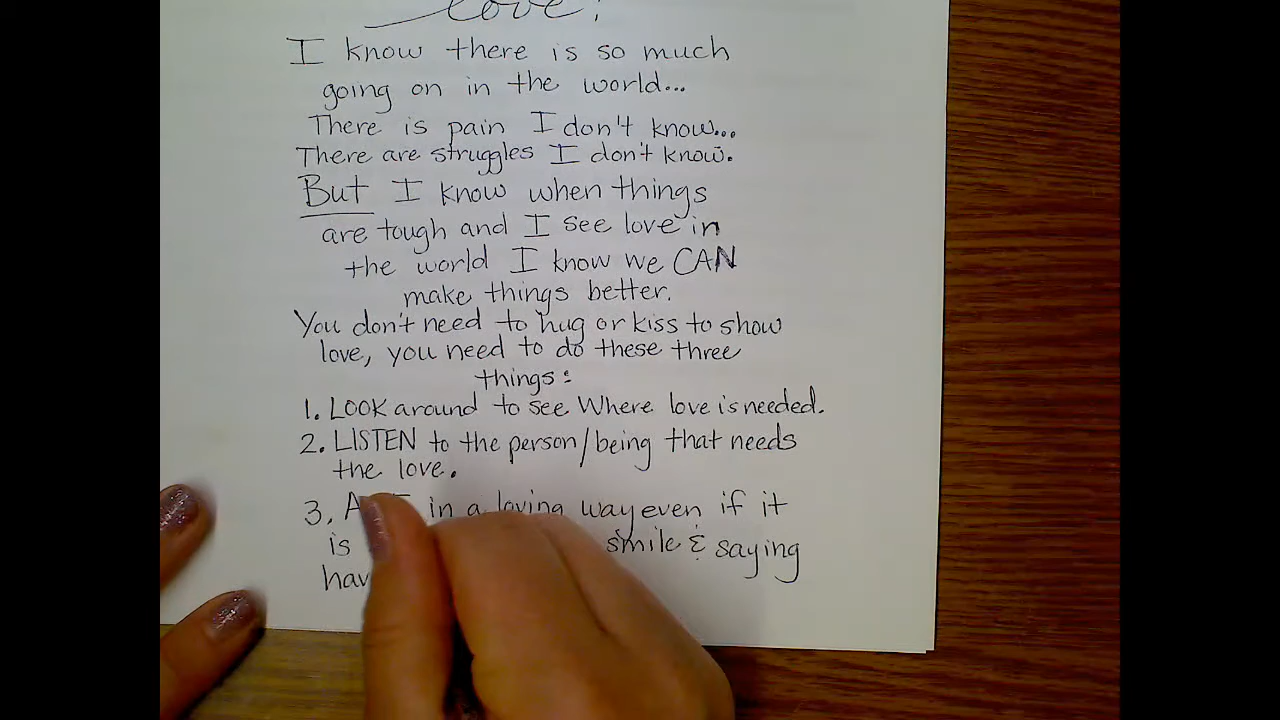 love!
I know there is so much
going on in the world...
There is pain I don't know...
There are struggles I don't know.
But I know when things
are tough and I see love in
the world I know we CAN
make things better.
You don't need to hug or kiss to show
love, you need to do these three
things:
1. LOOK around to see Where love is needed.
2. LISTEN to the person/being that needs
the love.
3. in a loving way even if it
is smile & saying